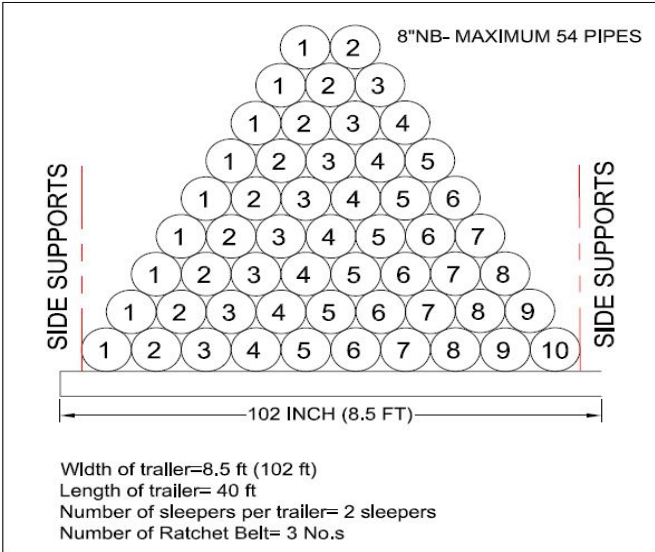 8"NB- MAXIMUM 54 PIPES
1 2
1 2 3
1 2 3 4
1 2 3 4 5
1 2 3 4 5 6
1 2 3 4 5 6 7
1 2 3 4 5 6 7 8
1 2 3 4 5 6 7 8 9
1 2 3 4 5 6 7 8 9 10
SIDE SUPPORTS
SIDE SUPPORTS
102 INCH (8.5 FT)
Width of trailer=8.5 ft (102 ft)
Length of trailer= 40 ft
Number of sleepers per trailer= 2 sleepers
Number of Ratchet Belt= 3 No.s